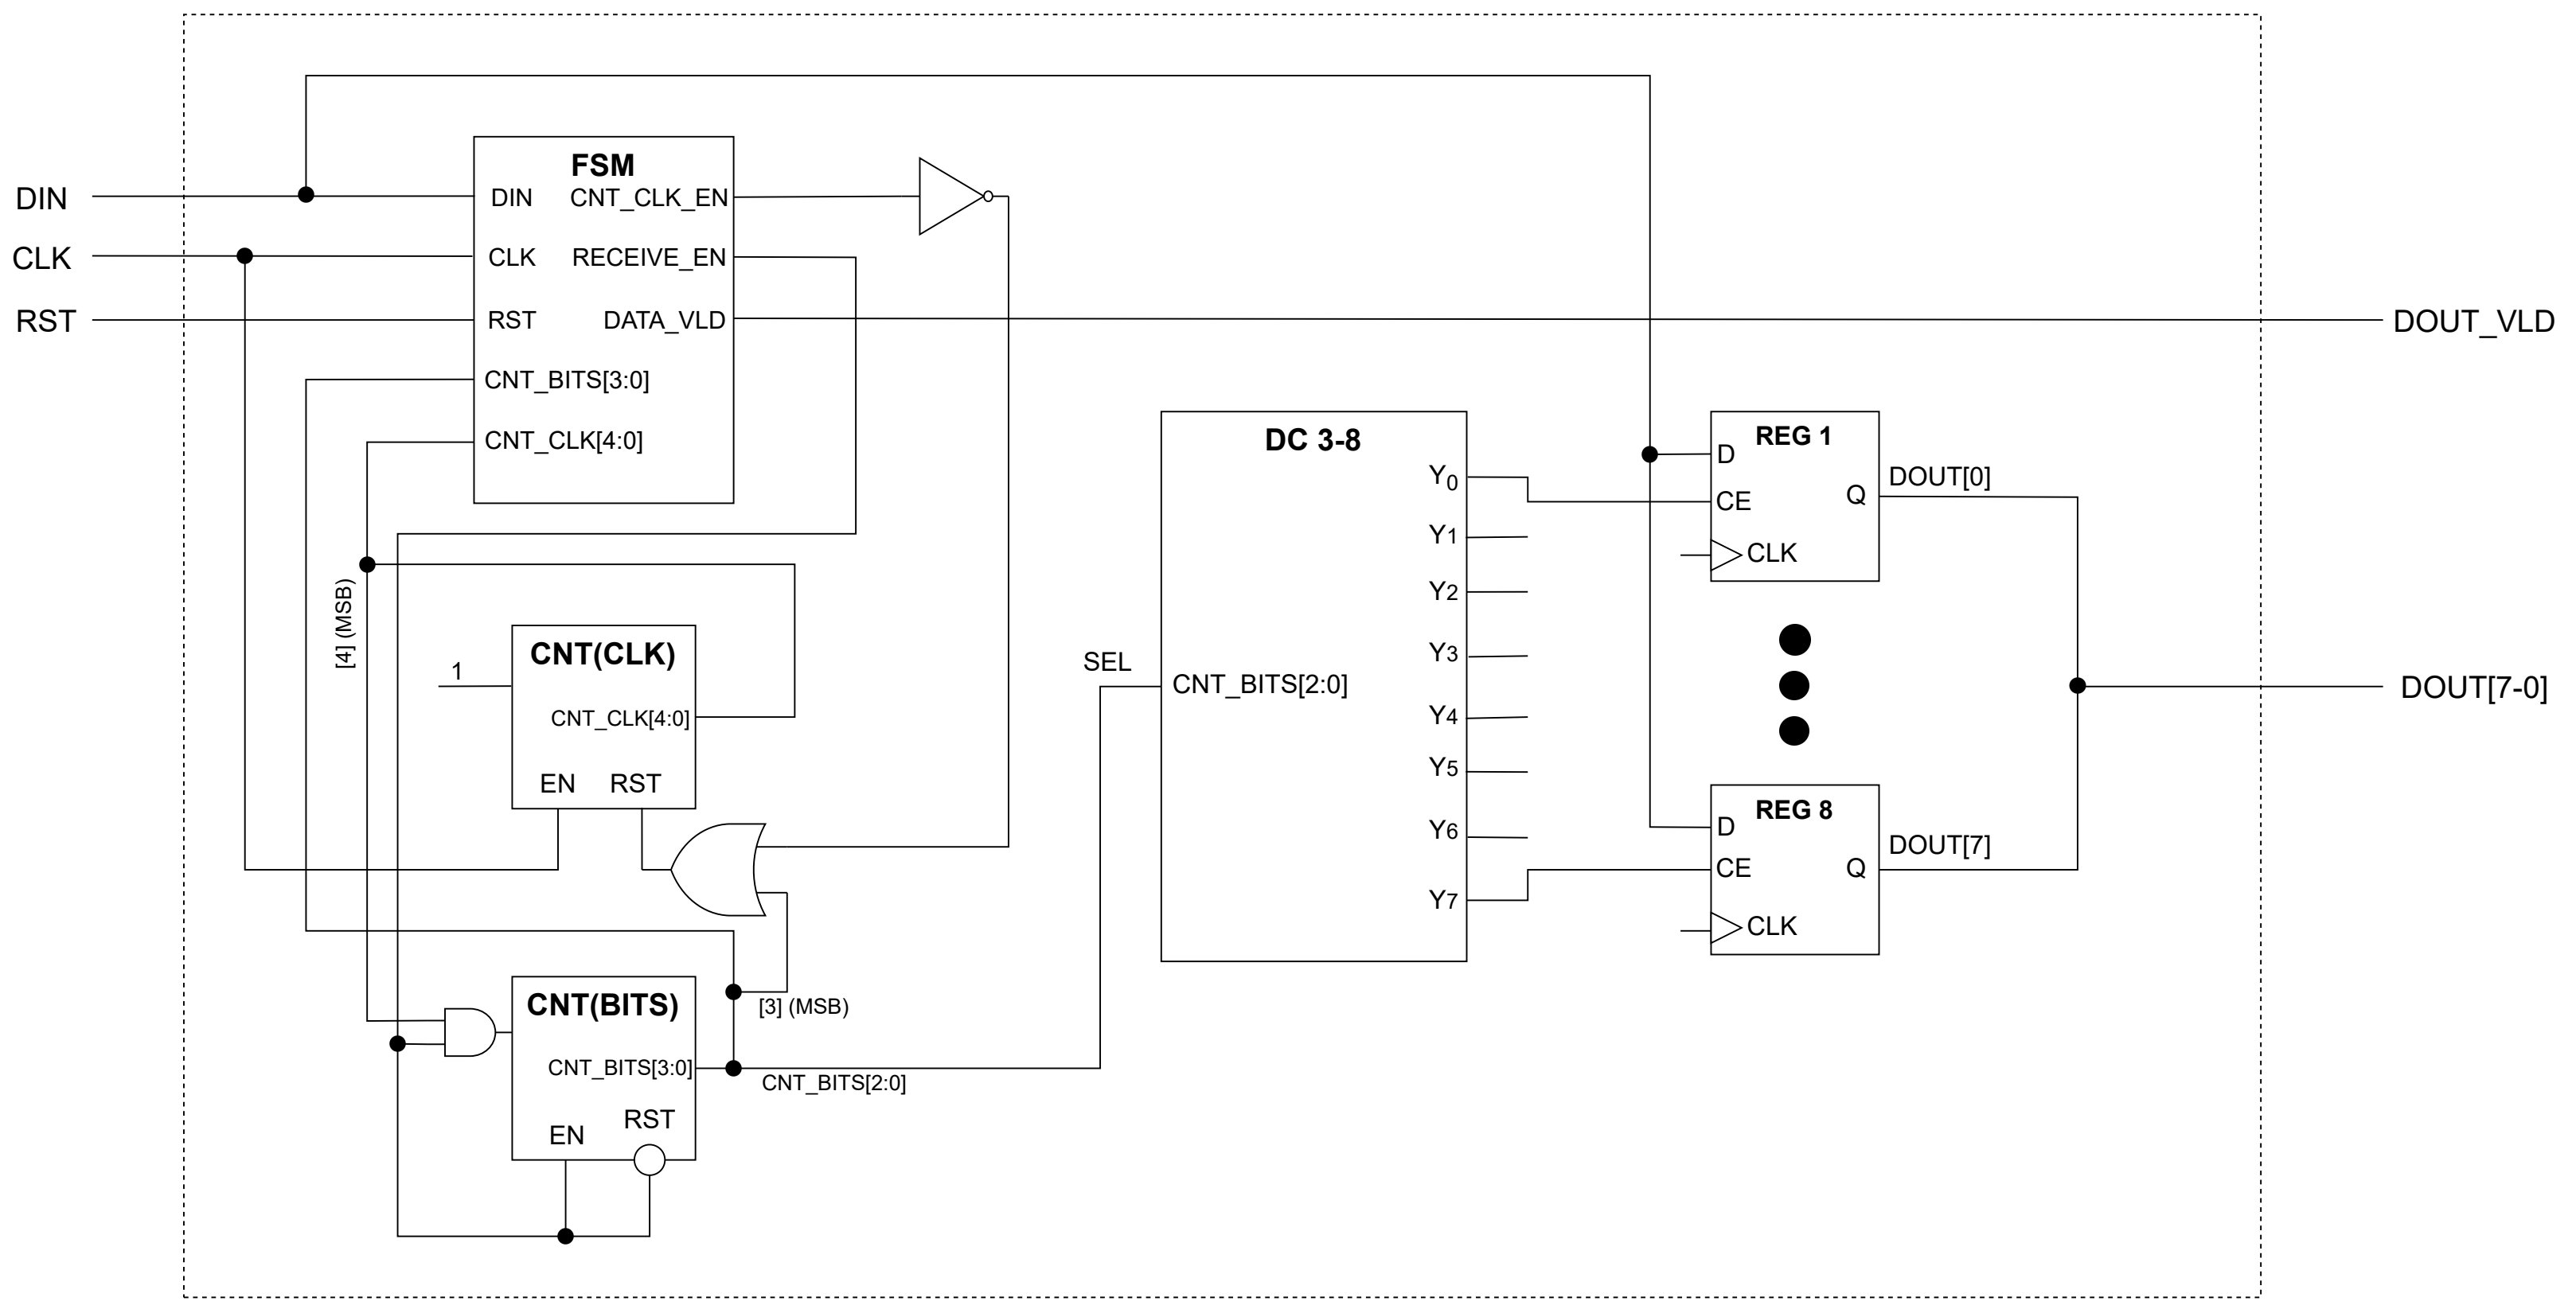 FSM
DIN
DIN
CNT_CLK_EN
CLK
CLK
RECEIVE_EN
RST
RST
DATA_VLD
DOUT_VLD
CNT_BITS[3:0]
CNT_CLK[4:0]
[4] (MSB)
CNT(CLK)
1
CNT_CLK[4:0]
EN
RST
CNT(BITS)
[3] (MSB)
CNT_BITS[3:0]
CNT_BITS[2:0]
RST
EN
SEL
DC 3-8
CNT_BITS[2:0]
Y0
Y1
Y2
Y3
Y4
Y5
Y6
Y7
REG 1
D
CE
Q
CLK
DOUT[0]
REG 8
D
CE
Q
CLK
DOUT[7]
DOUT[7-0]